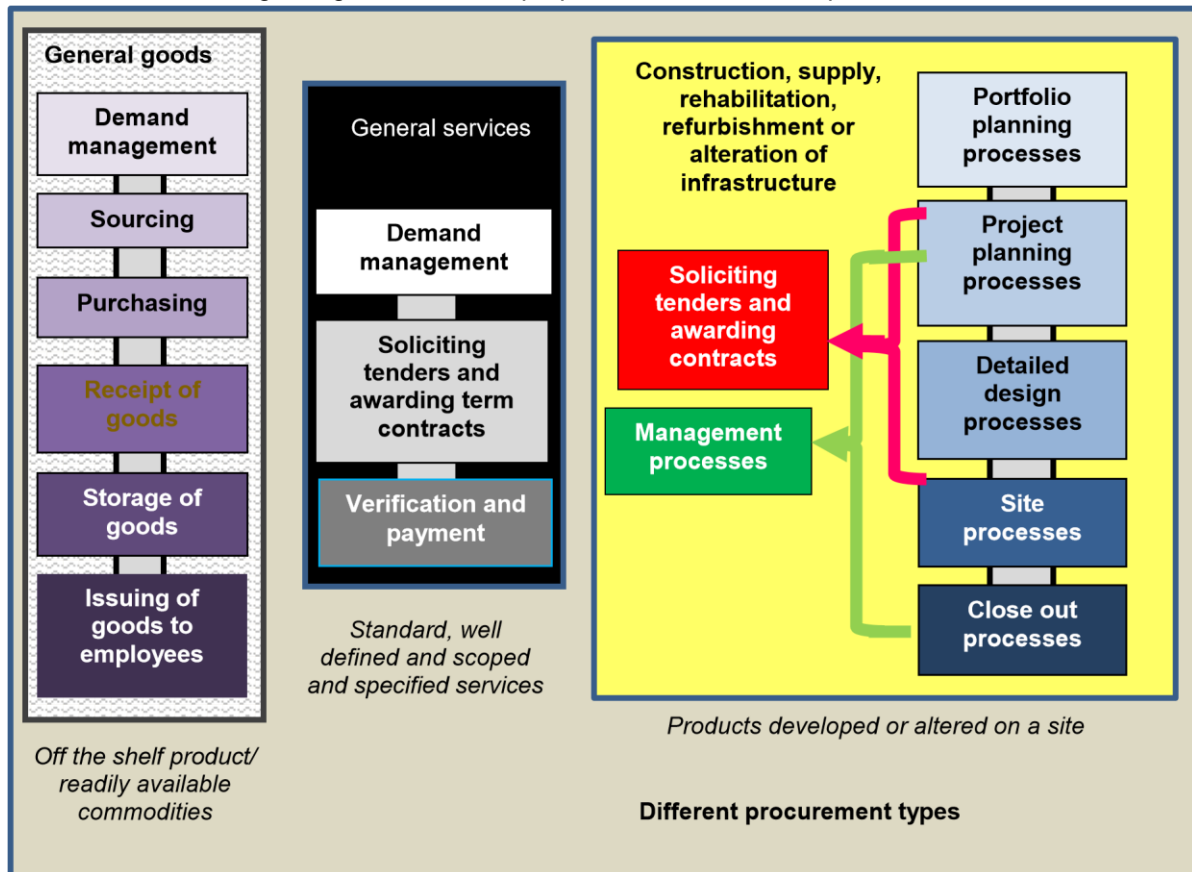 General goods
Demand
management
Sourcing
Purchasing
Receipt of
goods
Storage of
goods
Issuing of
goods to
employees
Off the shelf product/
readily available
commodities
General services
Demand
management
Soliciting
tenders and
awarding term
contracts
Verification and
payment
Standard, well
defined and scoped
and specified services
Construction, supply,
rehabilitation,
refurbishment or
alteration of
infrastructure
Soliciting
tenders and
awarding
contracts
Management
processes
Portfolio
planning
processes
Project
planning
processes
Detailed
design
processes
Site
processes
Close out
processes
Products developed or altered on a site
Different procurement types